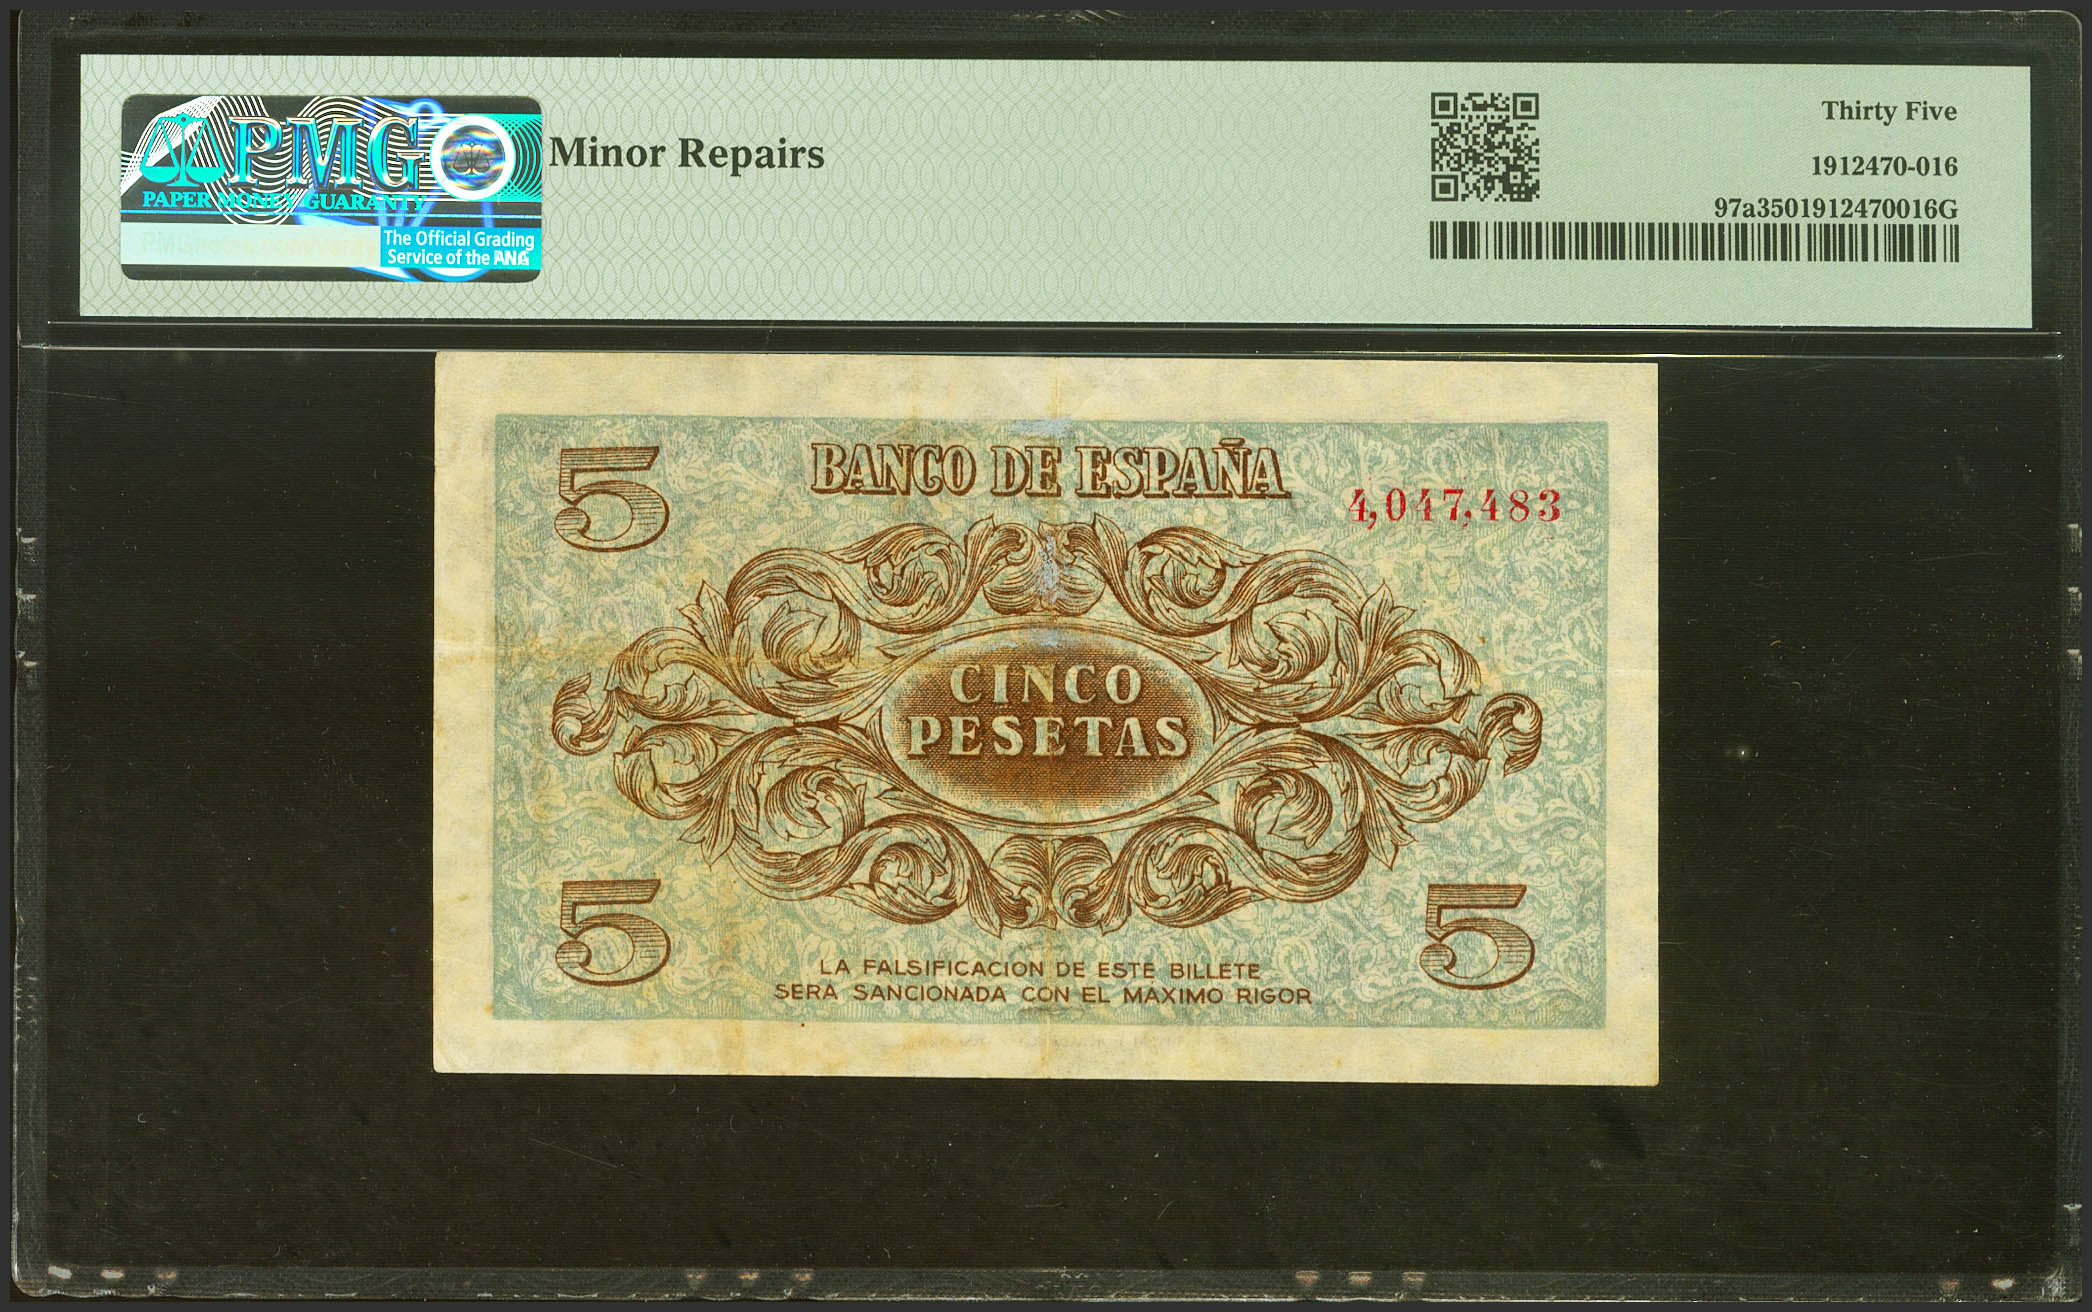 PMG
PAPER MONEY GUARANTY
The Official Grading
Service of the ANA
Minor Repairs
Thirty Five
1912470-016
97a3501912470016G
5
BANCO DE ESPAÑA
4,047,483
CINCO
PESETAS
5
5
LA FALSIFICACION DE ESTE BILLETE
SERA SANCIONADA CON EL MAXIMO RIGOR